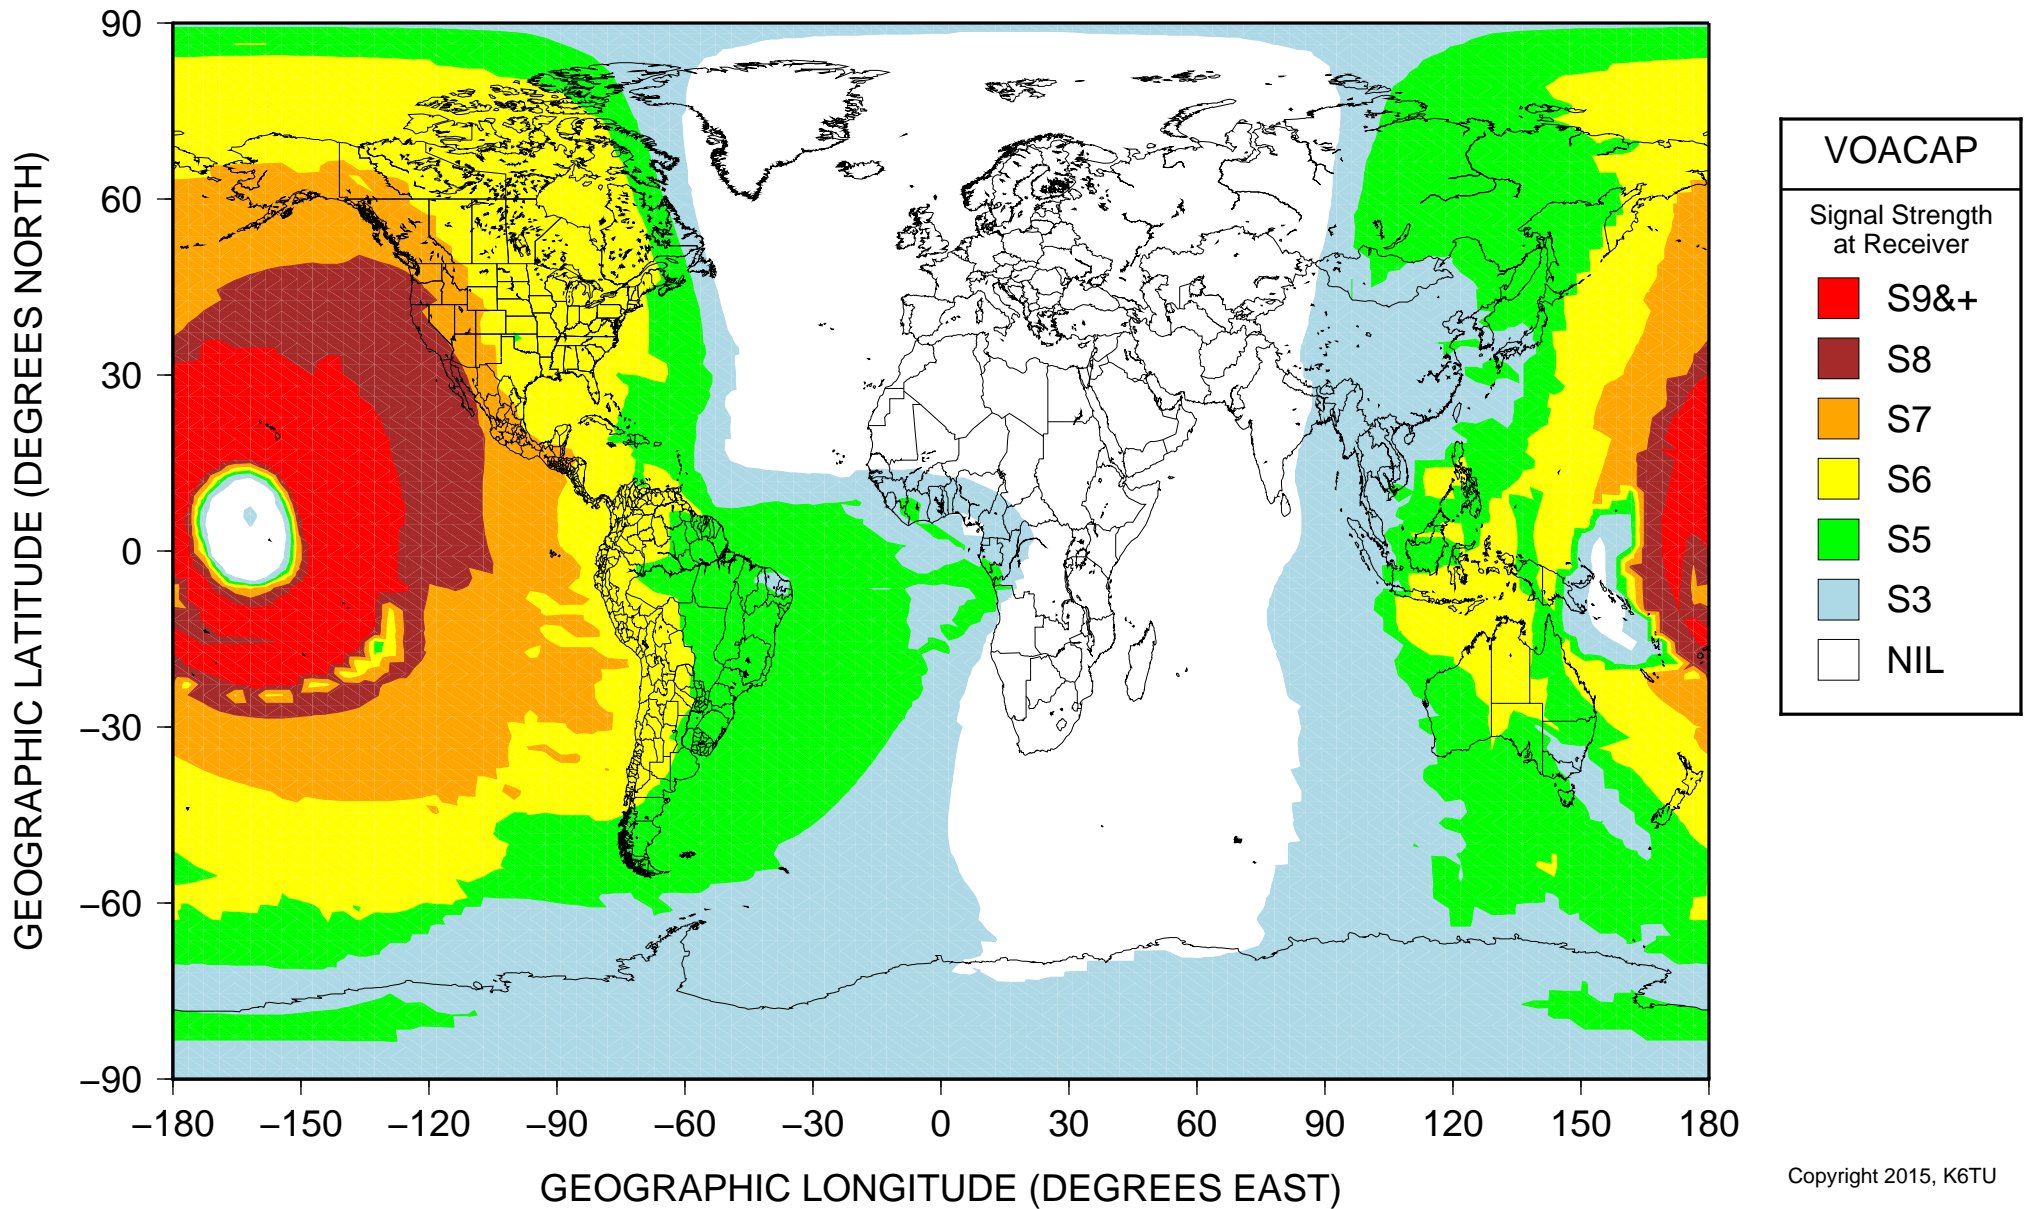 90
60
30
0
−30
−60
−90
GEOGRAPHIC LATITUDE (DEGREES NORTH)
−180 −150 −120 −90 −60 −30 0 30 60 90 120 150 180
GEOGRAPHIC LONGITUDE (DEGREES EAST)
VOACAP
Signal Strength
at Receiver
S9&+
S8
S7
S6
S5
S3
NIL
Copyright 2015, K6TU